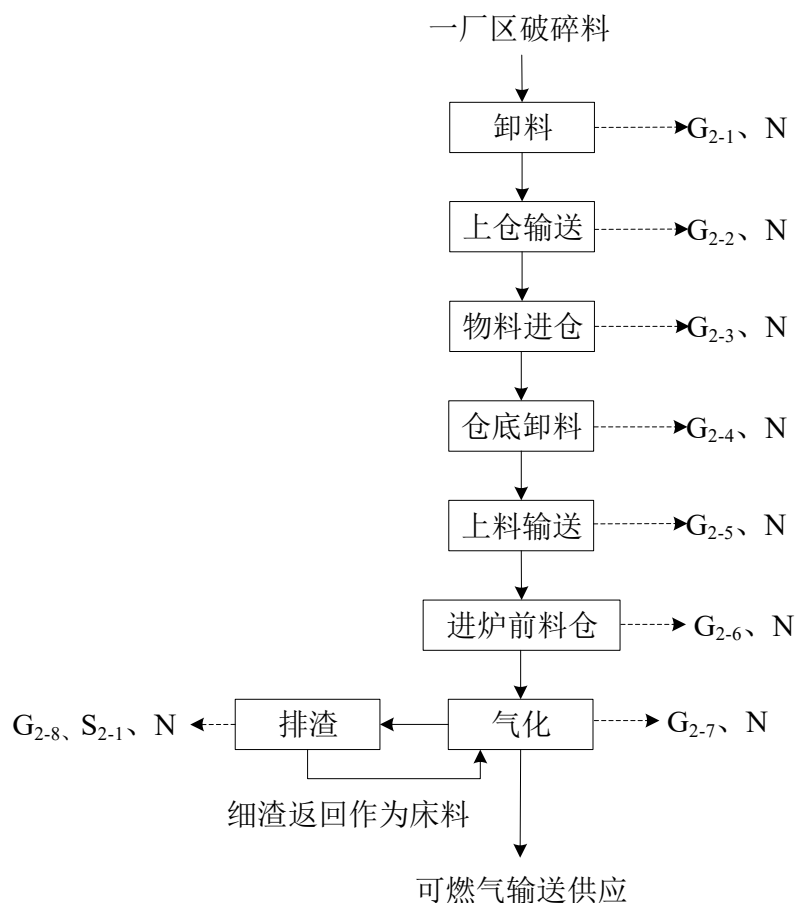 一厂区破碎料
卸料
G2-1、N
上仓输送
G2-2、N
物料进仓
G2-3、N
仓底卸料
G2-4、N
上料输送
G2-5、N
进炉前料仓
G2-6、N
G2-8、S2-1、N
排渣
气化
G2-7、N
细渣返回作为床料
可燃气输送供应